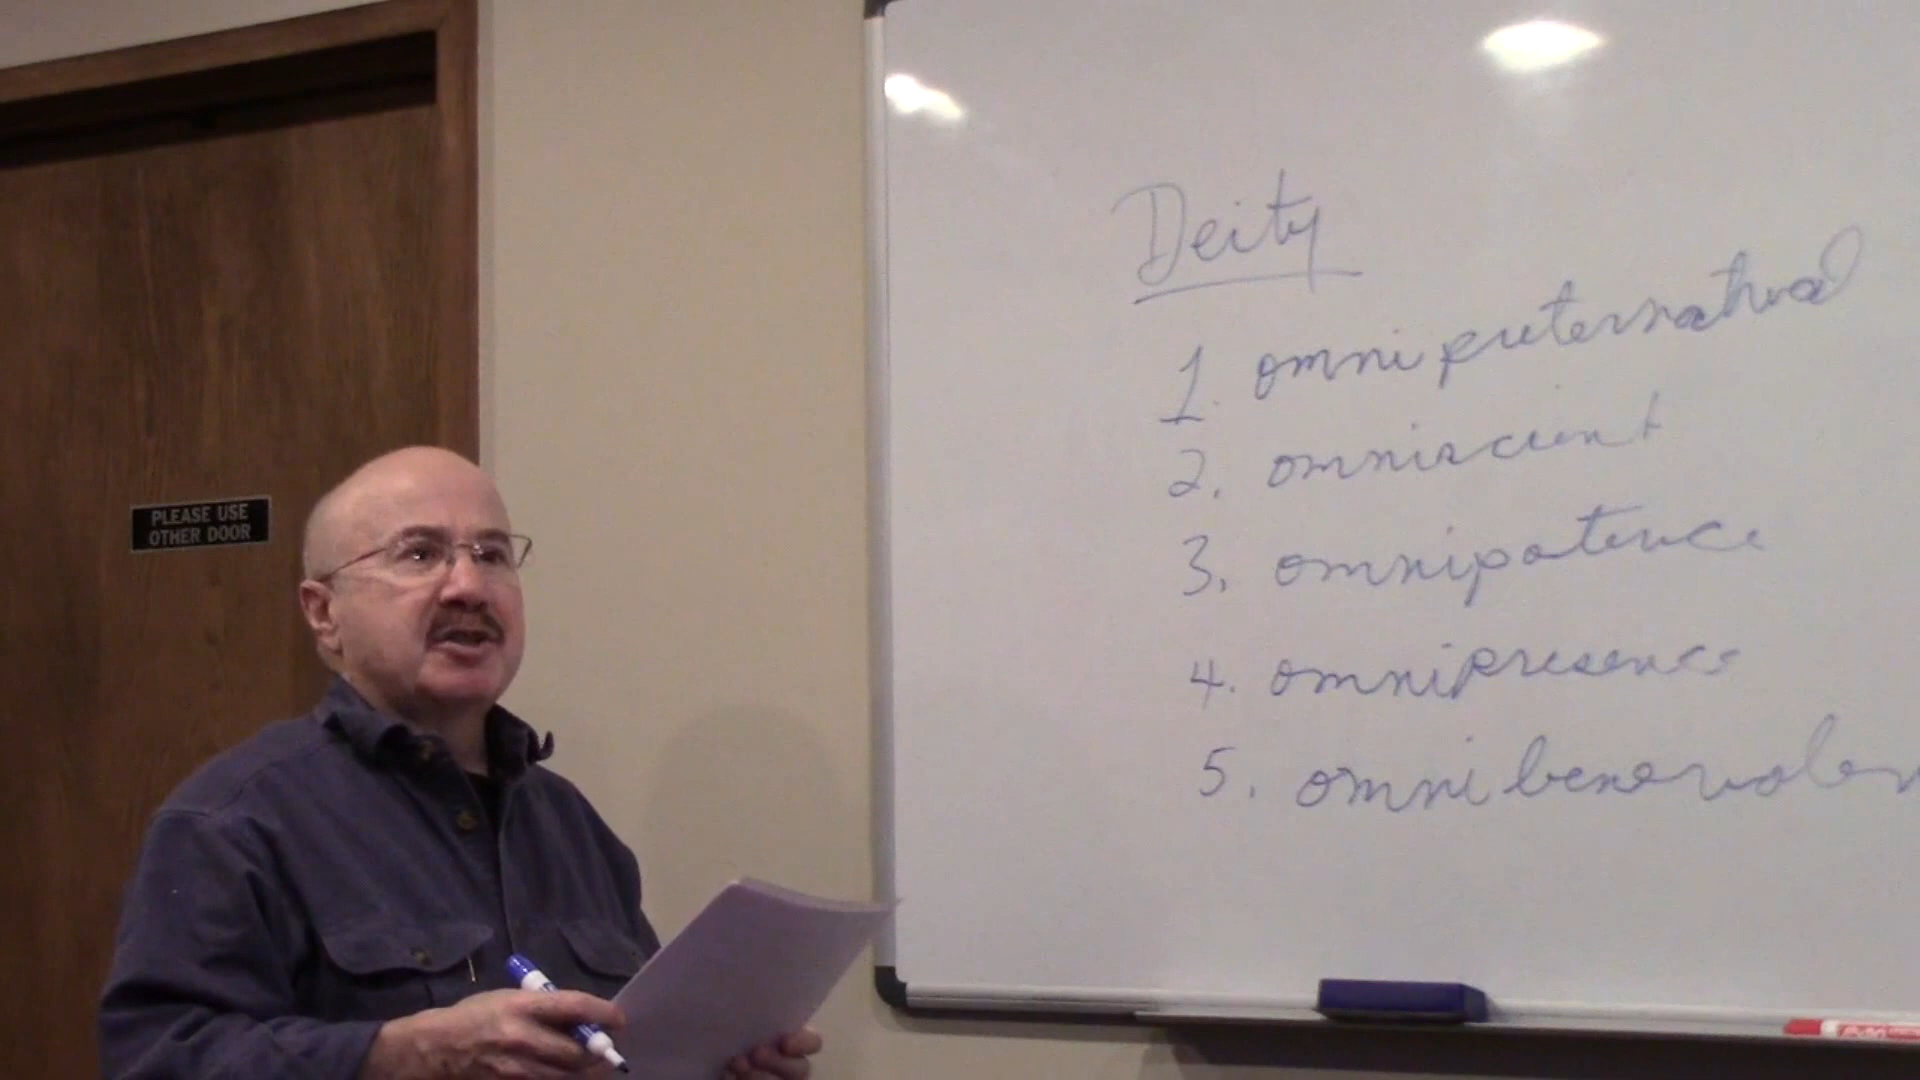 PLEASE USE
OTHER DOOR
Deity
1. omnipreternatural
2. omniscient
3. omnipotence
4. omnipresence
5. omnibenevolen